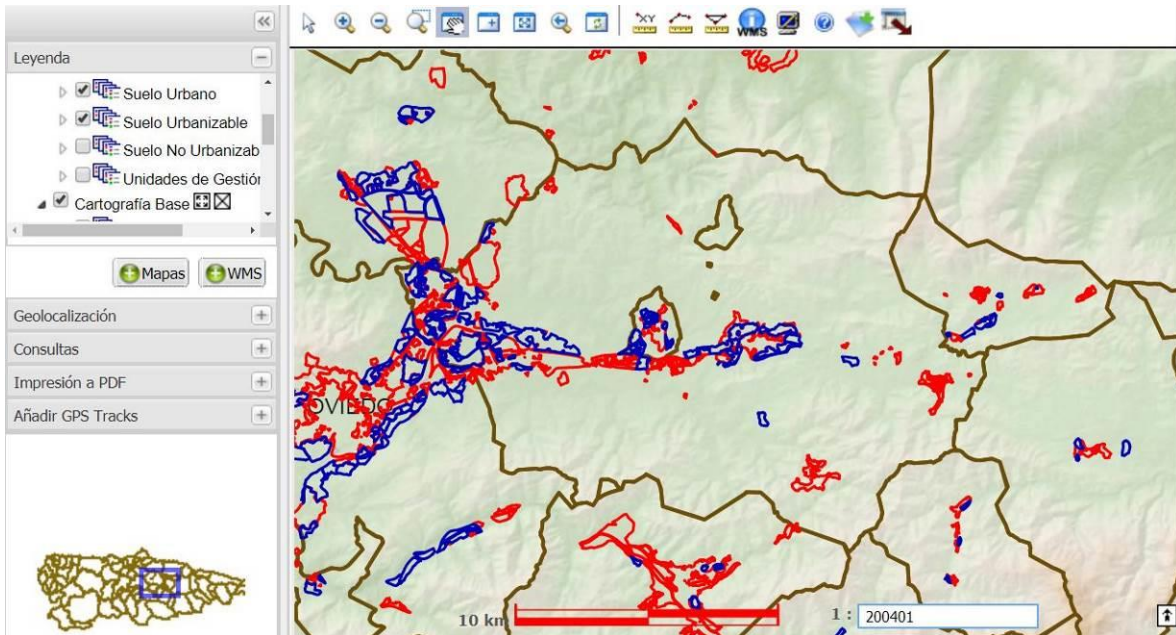 Leyenda
Suelo Urbano
Suelo Urbanizable
Suelo No Urbanizab
Unidades de Gestión
Cartografía Base
Mapas
WMS
Geolocalización
Consultas
Impresión a PDF
Añadir GPS Tracks
XY
WMS
OVIEDO
10 km
1 : 200401